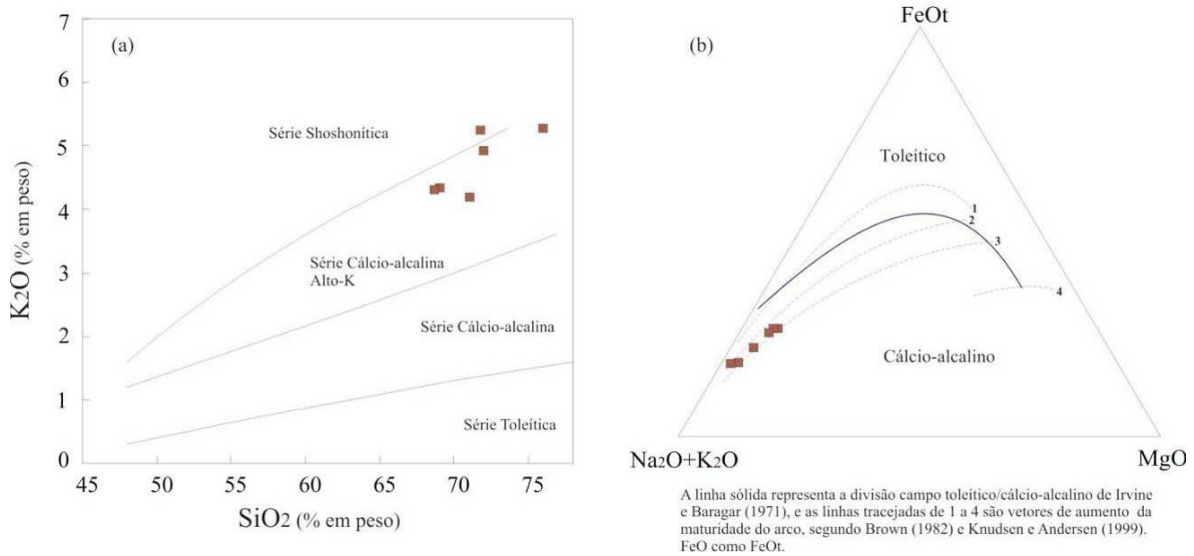 (a)
7
6
5
4
3
2
1
0
K2O (% em peso)
Série Shoshonítica
Série Cálcio-alcalina
Alto-K
Série Cálcio-alcalina
Série Toleítica
45 50 55 60 65 70 75
SiO2 (% em peso)
(b)
FeOt
Toleítico
1
2
3
4
Cálcio-alcalino
Na2O+K2O
MgO
A linha sólida representa a divisão campo toleítico/cálcio-alcalino de Irvine
e Baragar (1971), e as linhas tracejadas de 1 a 4 são vetores de aumento da
maturidade do arco, segundo Brown (1982) e Knudsen e Andersen (1999).
FeO como FeOt.